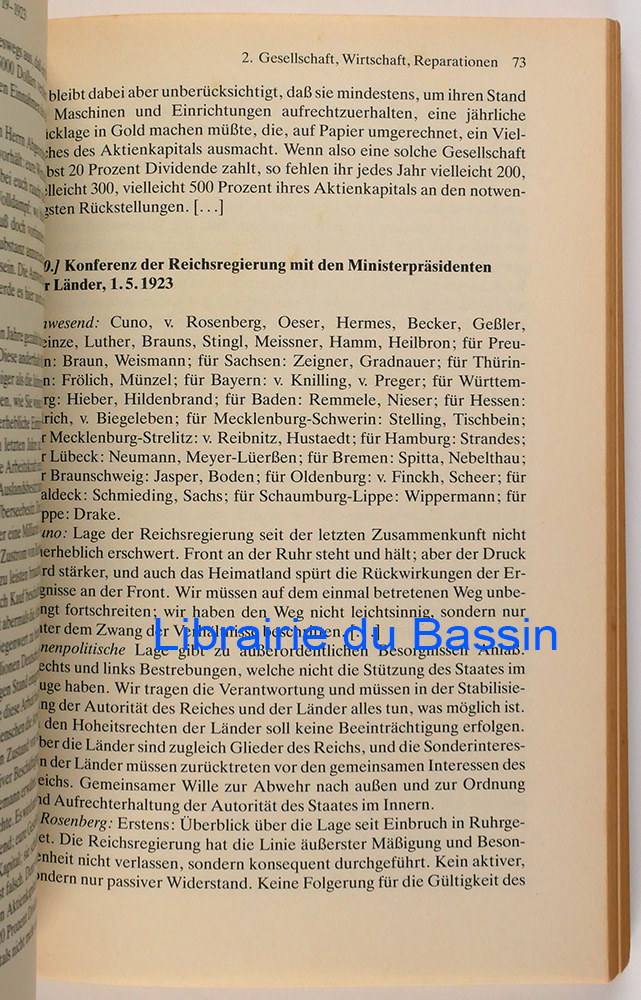 2. Gesellschaft, Wirtschaft, Reparationen 73
bleibt dabei aber unberücksichtigt, daß sie mindestens, um ihren Stand
Maschinen und Einrichtungen aufrechtzuerhalten, eine jährliche
cklage in Gold machen müßte, die, auf Papier umgerechnet, ein Viel-
ches des Aktienkapitals ausmacht. Wenn also eine solche Gesellschaft
bst 20 Prozent Dividende zahlt, so fehlen ihr jedes Jahr vielleicht 200,
elleicht 300, vielleicht 500 Prozent ihres Aktienkapitals an den notwen-
gsten Rückstellungen. [...]
0.] Konferenz der Reichsregierung mit den Ministerpräsidenten
r Länder, 1.5.1923
nwesend: Cuno, v. Rosenberg, Oeser, Hermes, Becker, Geßler,
einze, Luther, Brauns, Stingl, Meissner, Hamm, Heilbron; für Preu-
n: Braun, Weismann; für Sachsen: Zeigner, Gradnauer; für Thürin-
n: Frölich, Münzel; für Bayern: v. Knilling, v. Preger; für Württem-
rg: Hieber, Hildenbrand; für Baden: Remmele, Nieser; für Hessen:
lrich, v. Biegeleben; für Mecklenburg-Schwerin: Stelling, Tischbein;
r Mecklenburg-Strelitz: v. Reibnitz, Hustaedt; für Hamburg: Strandes;
r Lübeck: Neumann, Meyer-Lüerßen; für Bremen: Spitta, Nebelthau;
r Braunschweig: Jasper, Boden; für Oldenburg: v. Finckh, Scheer; für
aldeck: Schmieding, Sachs; für Schaumburg-Lippe: Wippermann; für
ppe: Drake.
uno: Lage der Reichsregierung seit der letzten Zusammenkunft nicht
nerheblich erschwert. Front an der Ruhr steht und hält; aber der Druck
rd stärker, und auch das Heimatland spürt die Rückwirkungen der Er-
gnisse an der Front. Wir müssen auf dem einmal betretenen Weg unbe-
ngt fortschreiten; wir haben den Weg nicht leichtsinnig, sondern nur
ter dem Zwang der Verhältnisse beschritten. [...]
Librairie du Bassin
nenpolitische Lage gibt zu außerordentlichen Besorgnissen Anlaß.
echts und links Bestrebungen, welche nicht die Stützung des Staates im
uge haben. Wir tragen die Verantwortung und müssen in der Stabilisie-
ng der Autorität des Reiches und der Länder alles tun, was möglich ist.
den Hoheitsrechten der Länder soll keine Beeinträchtigung erfolgen.
ber die Länder sind zugleich Glieder des Reichs, und die Sonderinteres-
n der Länder müssen zurücktreten vor den gemeinsamen Interessen des
eichs. Gemeinsamer Wille zur Abwehr nach außen und zur Ordnung
d Aufrechterhaltung der Autorität des Staates im Innern.
Rosenberg: Erstens: Überblick über die Lage seit Einbruch in Ruhrge-
et. Die Reichsregierung hat die Linie äußerster Mäßigung und Beson-
enheit nicht verlassen, sondern konsequent durchgeführt. Kein aktiver,
ondern nur passiver Widerstand. Keine Folgerung für die Gültigkeit des